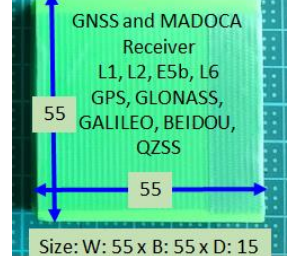 GNSS and MADOCA
Receiver
L1, L2, E5b, L6
GPS, GLONASS,
GALILEO, BEIDOU,
QZSS
55
55
Size: W: 55 x B: 55 x D: 15